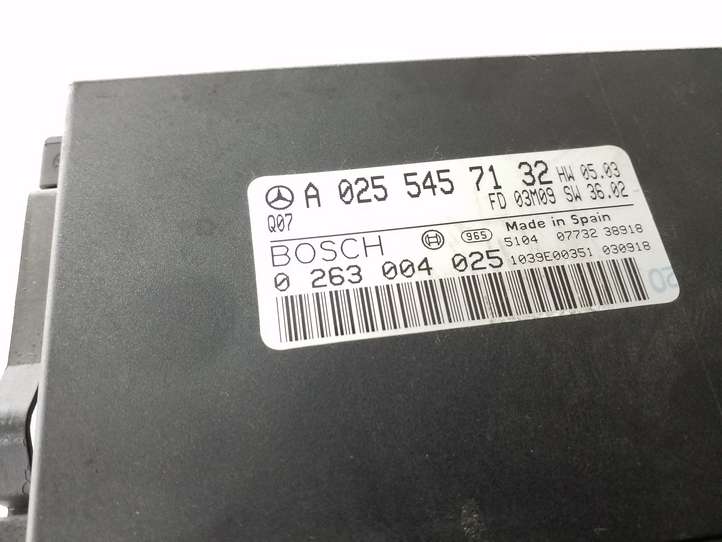 A 025 545 71 32 HW 05.03
Q07 FD 03M09 SW 36.02
BOSCH 965 Made in Spain
5104 07732 38918
0 263 004 025 1039E00351 030918
20